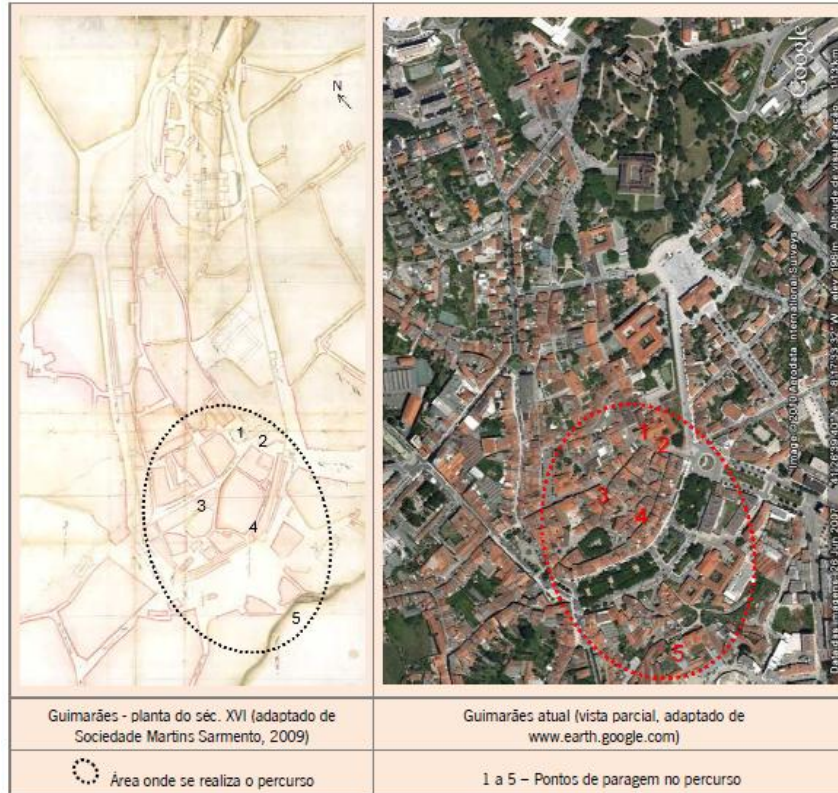 N
1
2
3
4
5
1
2
3
4
5
Google
Guimarães - planta do séc. XVI (adaptado de
Sociedade Martins Sarmento, 2009)
Guimarães atual (vista parcial, adaptado de
www.earth.google.com)
Área onde se realiza o percurso
1 a 5 – Pontos de paragem no percurso